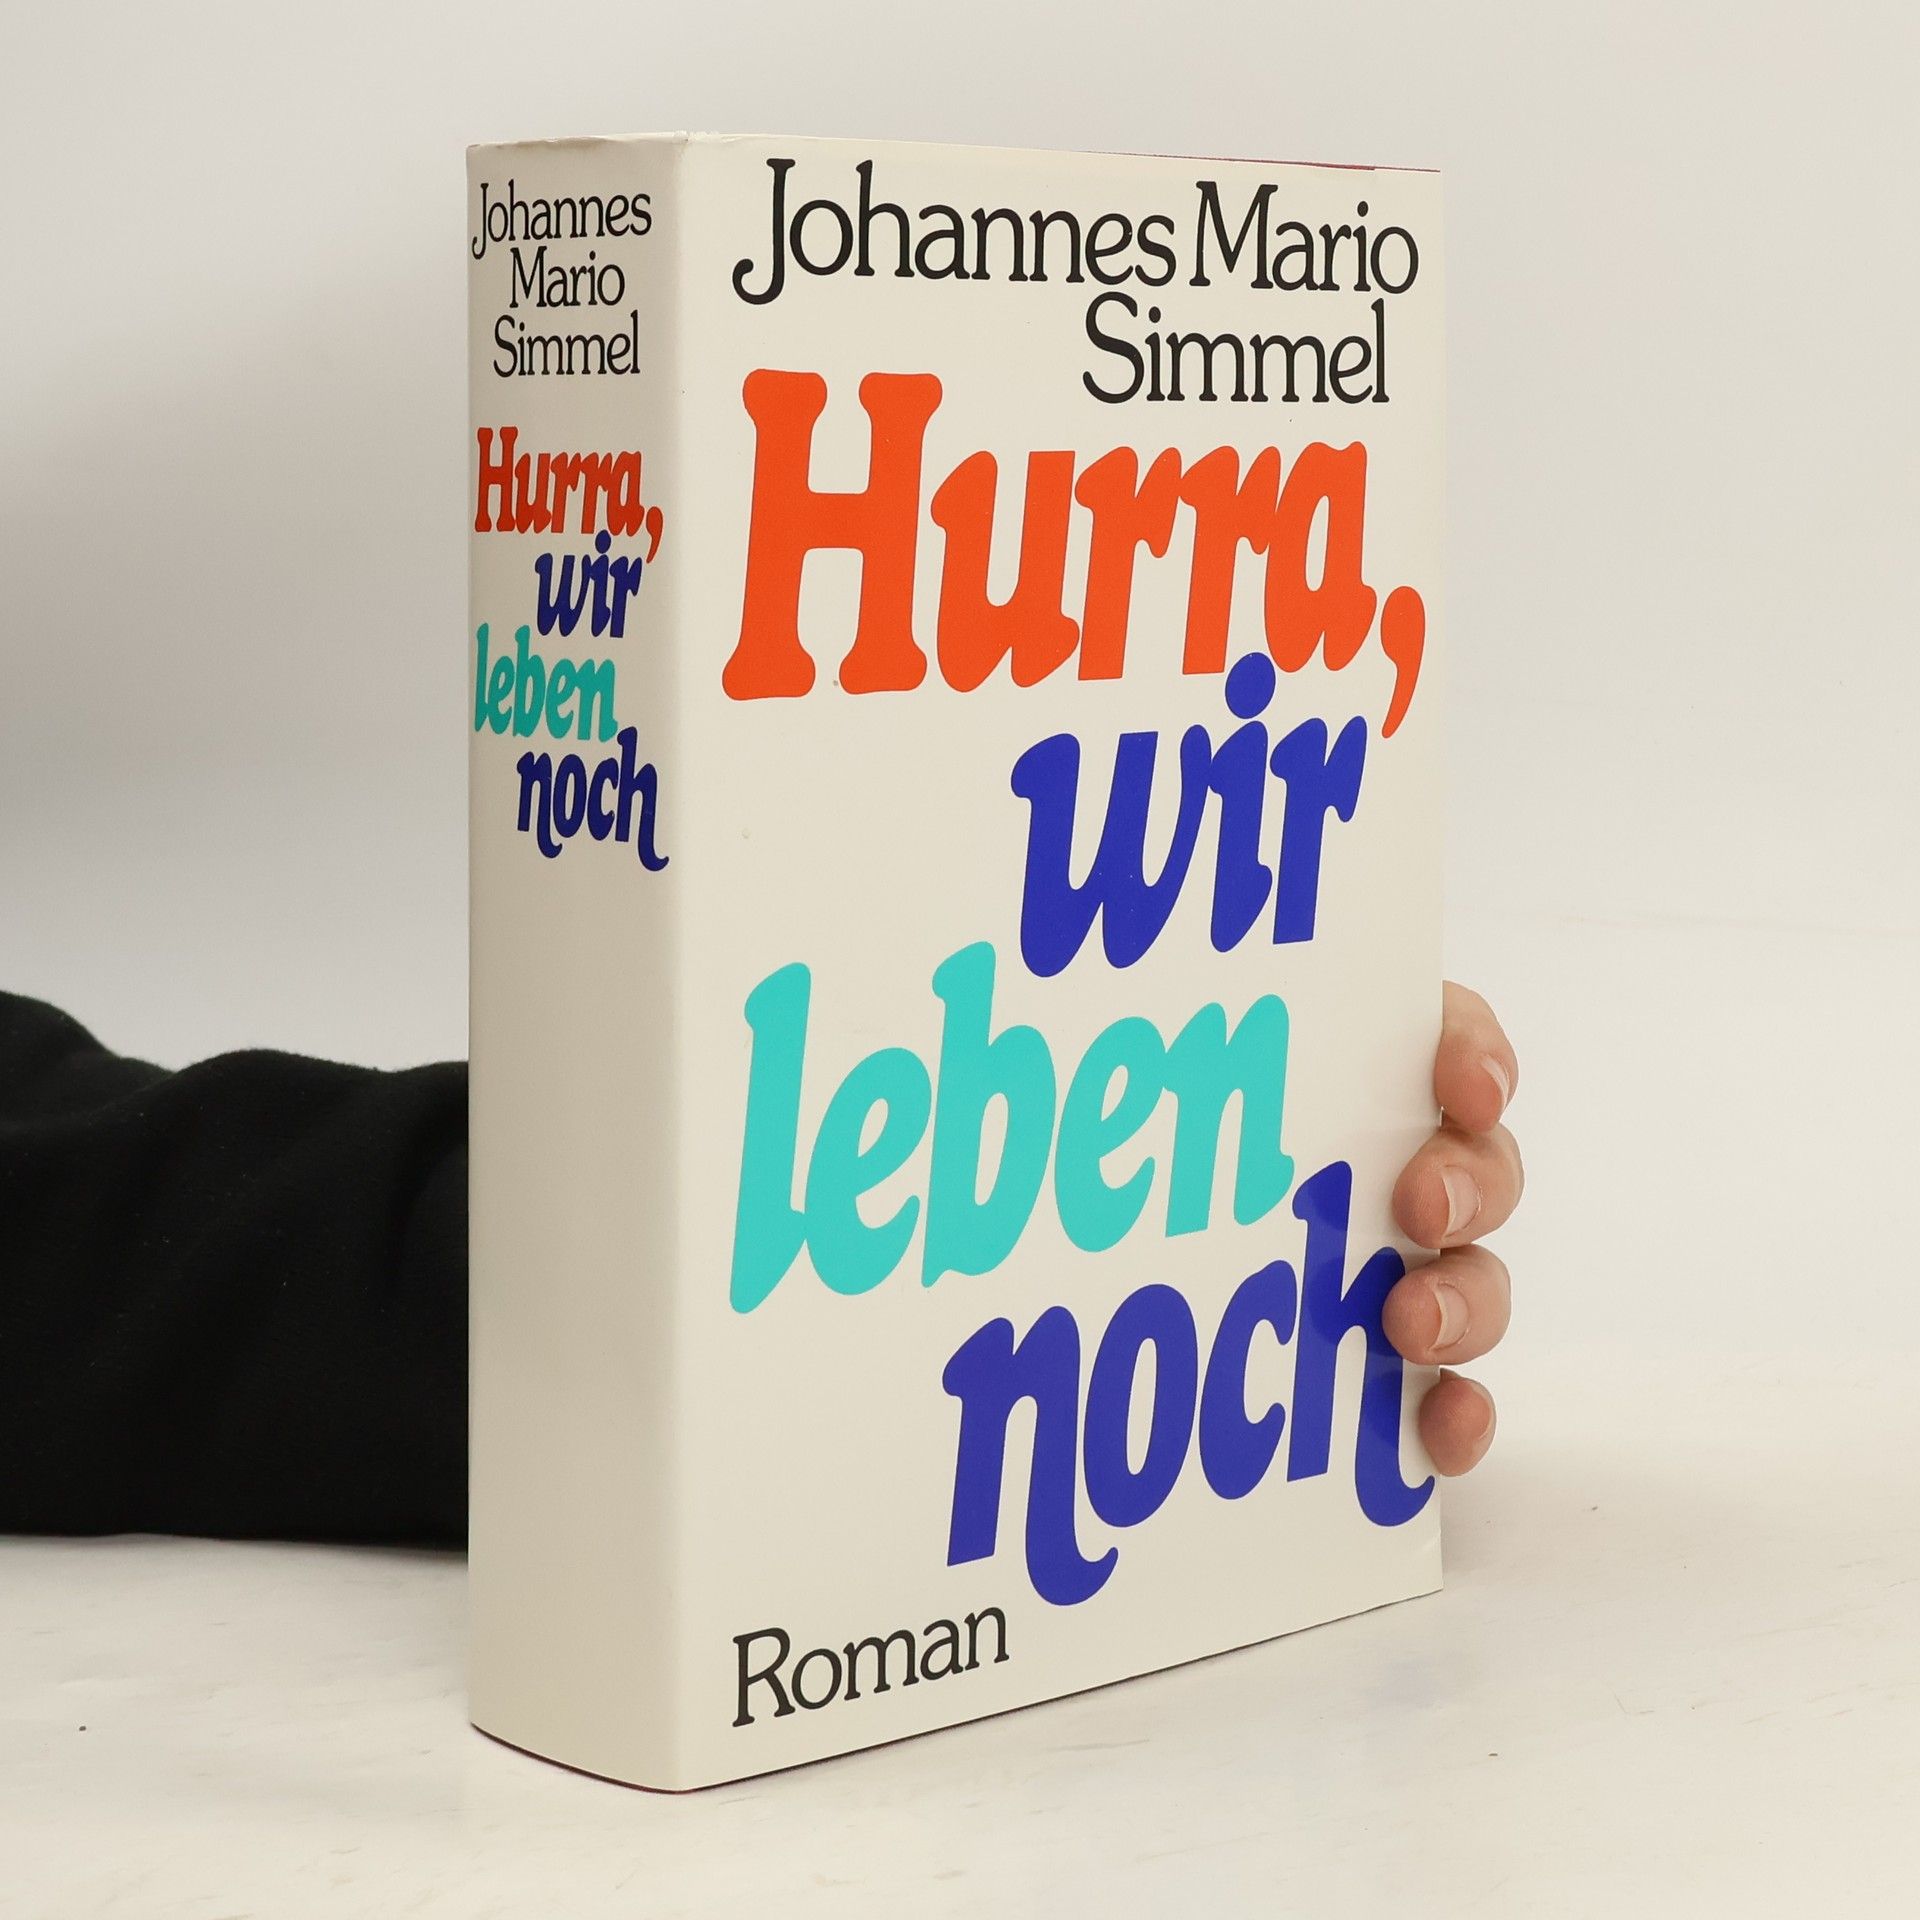 Johannes
Mario
Simmel
Hurra,
wir
leben
noch
Johannes Mario
Simmel
Hurra,
wir
leben
noch
Roman